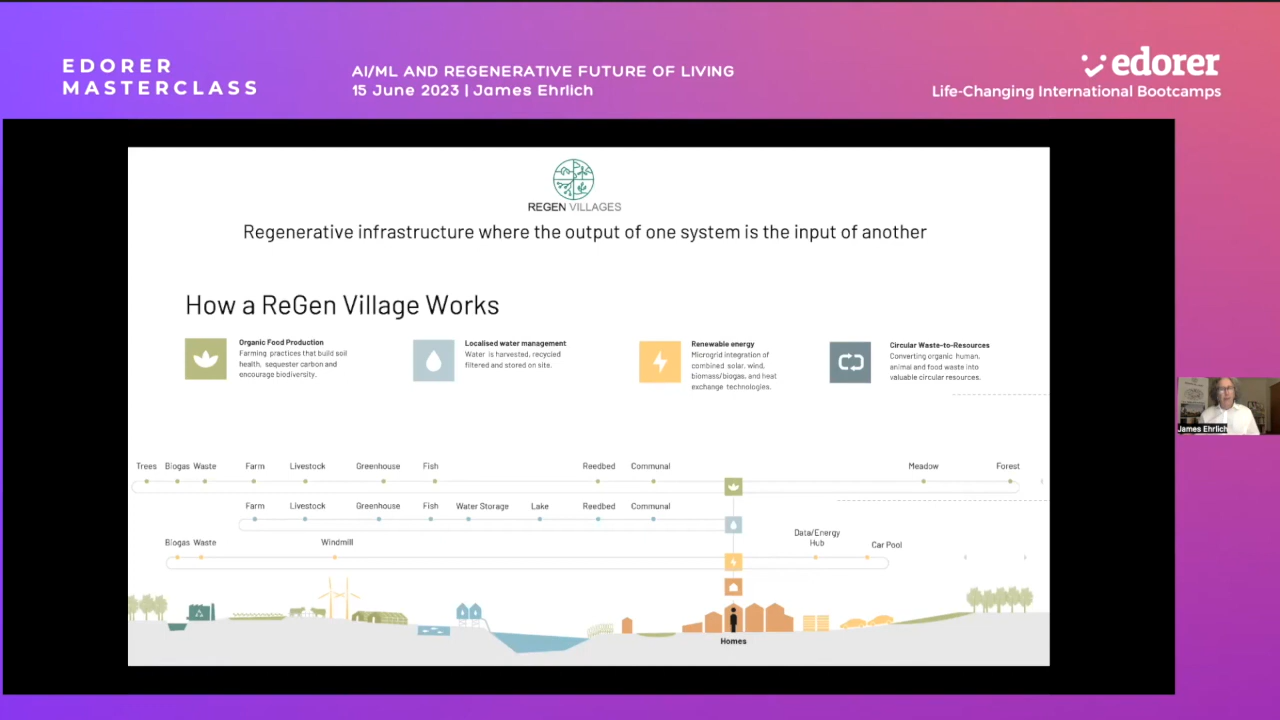 EDORER
MASTERCLASS
AI/ML AND REGENERATIVE FUTURE OF LIVING
15 June 2023 | James Ehrlich
edorer
Life-Changing International Bootcamps
REGEN VILLAGES
Regenerative infrastructure where the output of one system is the input of another
How a ReGen Village Works
Organic Food Production
Farming practices that build soil
health, sequester carbon and
encourage biodiversity.
Localised water management
Water is harvested, recycled
filtered and stored on site.
Renewable energy
Microgrid integration of
combined solar, wind,
biomass/biogas, and heat
exchange technologies.
Circular Waste-to-Resources
Converting organic human,
animal and food waste into
valuable circular resources.
Trees Biogas Waste Farm Livestock Greenhouse Fish Reedbed Communal Meadow Forest
Farm Livestock Greenhouse Fish Water Storage Lake Reedbed Communal
Biogas Waste Windmill Data/Energy
Hub Car Pool
Homes
James Ehrlich